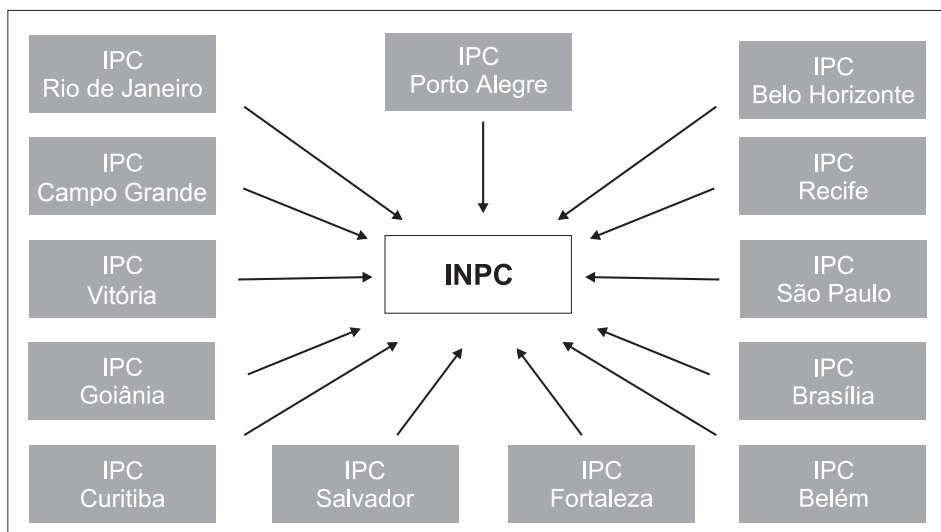 IPC
Rio de Janeiro
IPC
Porto Alegre
IPC
Belo Horizonte
IPC
Campo Grande
IPC
Recife
IPC
Vitória
INPC
IPC
São Paulo
IPC
Goiânia
IPC
Brasília
IPC
Curitiba
IPC
Salvador
IPC
Fortaleza
IPC
Belém